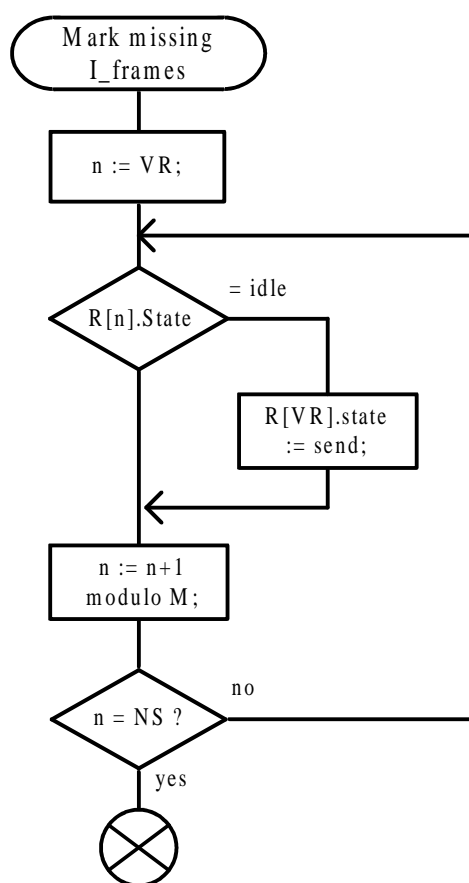 Mark missing
I_frames
n := VR;
R[n].State
= idle
R[VR].state
:= send;
n := n+1
modulo M;
n = NS ?
no
yes